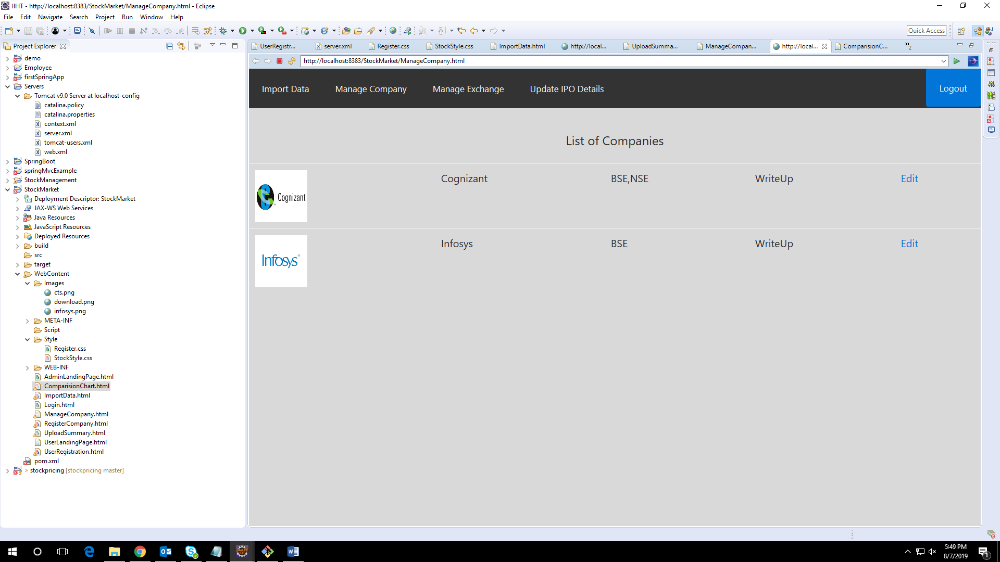 IIHT - http://localhost:8383/StockMarket/ManageCompany.html - Eclipse
File Edit Navigate Search Project Run Window Help
Quick Access
Project Explorer
UserRegistr... server.xml Register.css StockStyle.css ImportData.html http://local... UploadSumma... ManageCompan... http://local... ComparisionC... »2
http://localhost:8383/StockMarket/ManageCompany.html
demo
Employee
firstSpringApp
Servers
Tomcat v9.0 Server at localhost-config
catalina.policy
catalina.properties
context.xml
server.xml
tomcat-users.xml
web.xml
SpringBoot
springMvcExample
StockManagement
StockMarket
Deployment Descriptor: StockMarket
JAX-WS Web Services
Java Resources
JavaScript Resources
Deployed Resources
build
src
target
WebContent
Images
cts.png
download.png
infosys.png
META-INF
Script
Style
Register.css
StockStyle.css
WEB-INF
AdminLandingPage.html
ComparisionChart.html
ImportData.html
Login.html
ManageCompany.html
RegisterCompany.html
UploadSummary.html
UserLandingPage.html
UserRegistration.html
pom.xml
> stockpricing [stockpricing master]
Import Data Manage Company Manage Exchange Update IPO Details Logout
List of Companies
Cognizant Cognizant BSE,NSE WriteUp Edit
Infosys Infosys BSE WriteUp Edit
5:49 PM
8/7/2019
1